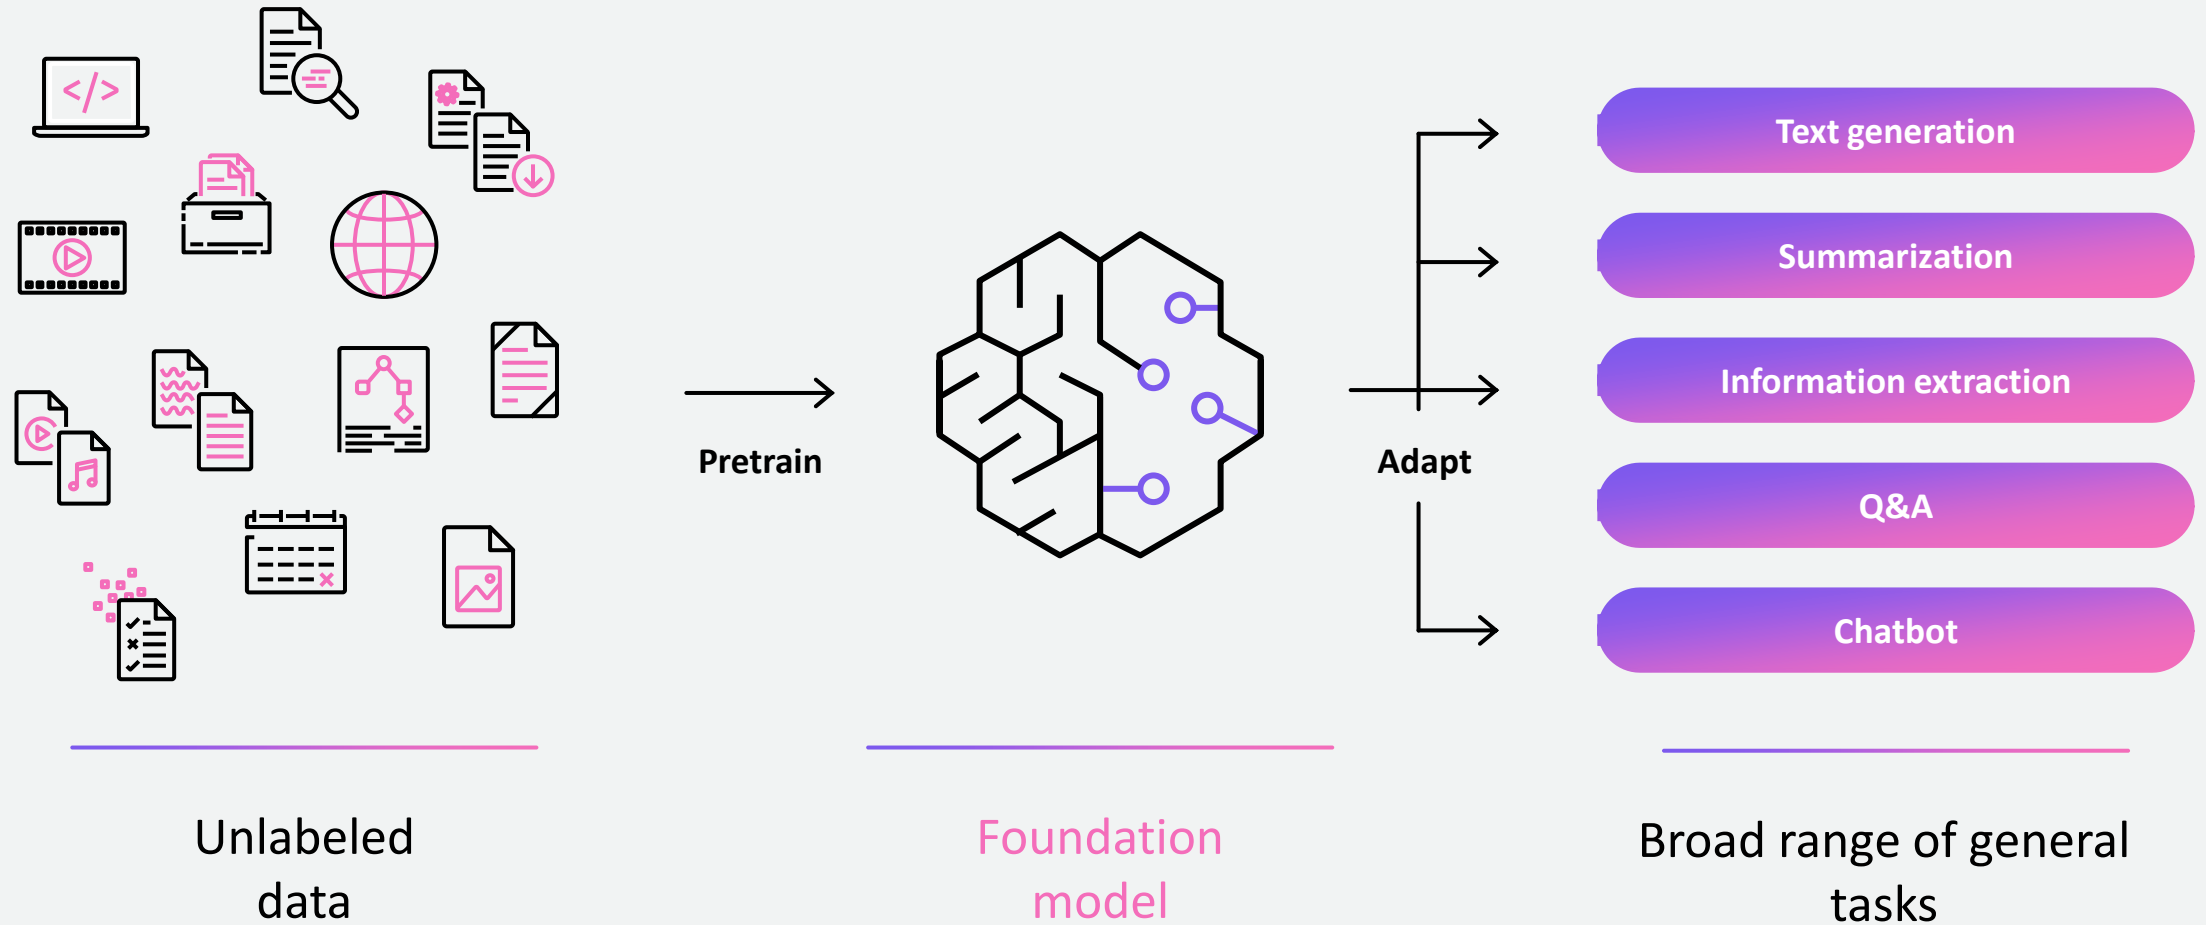 </>
Pretrain
Adapt
Text generation
Summarization
Information extraction
Q&A
Chatbot
Unlabeled
data
Foundation
model
Broad range of general
tasks